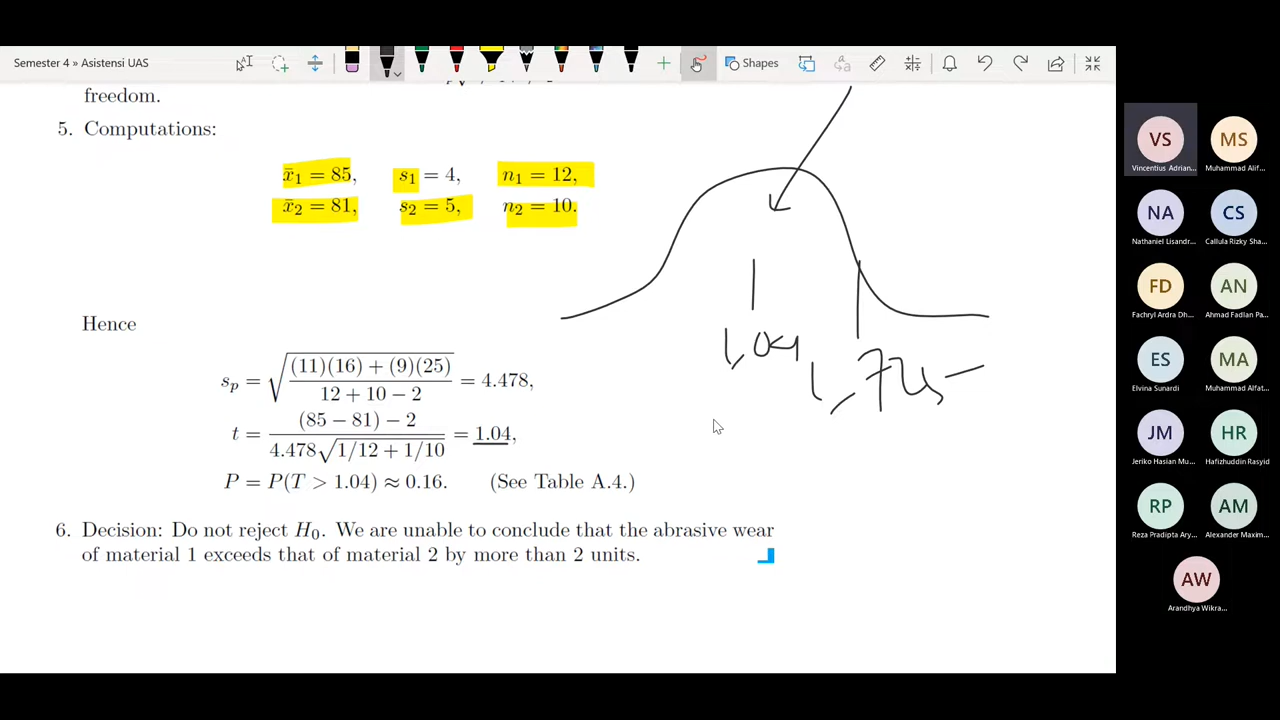 Semester 4 » Asistensi UAS
Shapes
freedom.
5. Computations:
x̄₁ = 85, s₁ = 4, n₁ = 12,
x̄₂ = 81, s₂ = 5, n₂ = 10.
Hence
sₚ = √((11)(16) + (9)(25) / 12 + 10 − 2) = 4.478,
t = (85 − 81) − 2 / 4.478√(1/12 + 1/10) = 1.04,
P = P(T > 1.04) ≈ 0.16. (See Table A.4.)
6. Decision: Do not reject H₀. We are unable to conclude that the abrasive wear
of material 1 exceeds that of material 2 by more than 2 units.
1,04
1,725
VS
Vincentius Adrian...
MS
Muhammad Alif...
NA
Nathaniel Lisandr...
CS
Callula Rizky Sha...
FD
Fachryl Ardra Dh...
AN
Ahmad Fadlan Pa...
ES
Elvina Sunardi
MA
Muhammad Alfat...
JM
Jeriko Hasian Mu...
HR
Hafizhuddin Rasyid
RP
Reza Pradipta Ary...
AM
Alexander Maxim...
AW
Arandhya Wikra...